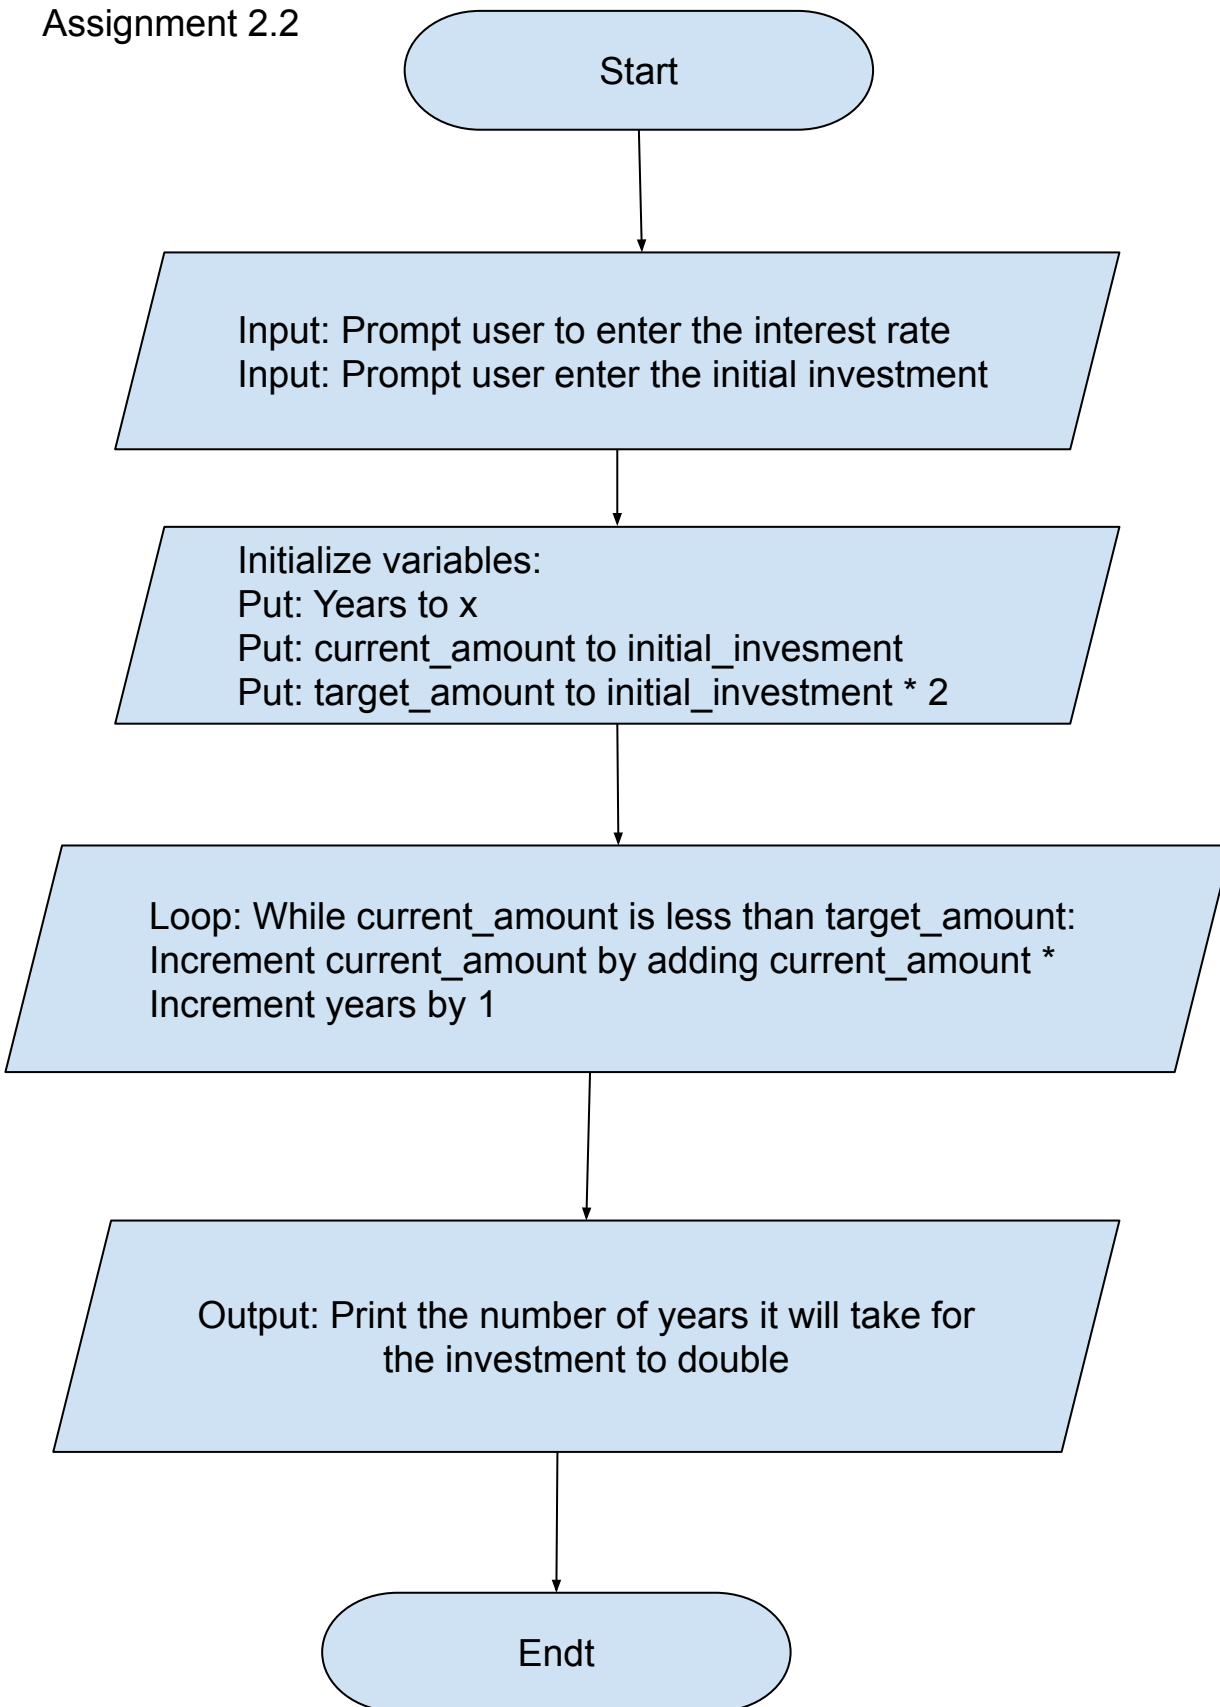 Assignment 2.2
Start
Input: Prompt user to enter the interest rate
Input: Prompt user enter the initial investment
Initialize variables:
Put: Years to x
Put: current_amount to initial_invesment
Put: target_amount to initial_investment * 2
Loop: While current_amount is less than target_amount:
Increment current_amount by adding current_amount *
Increment years by 1
Output: Print the number of years it will take for
the investment to double
Endt